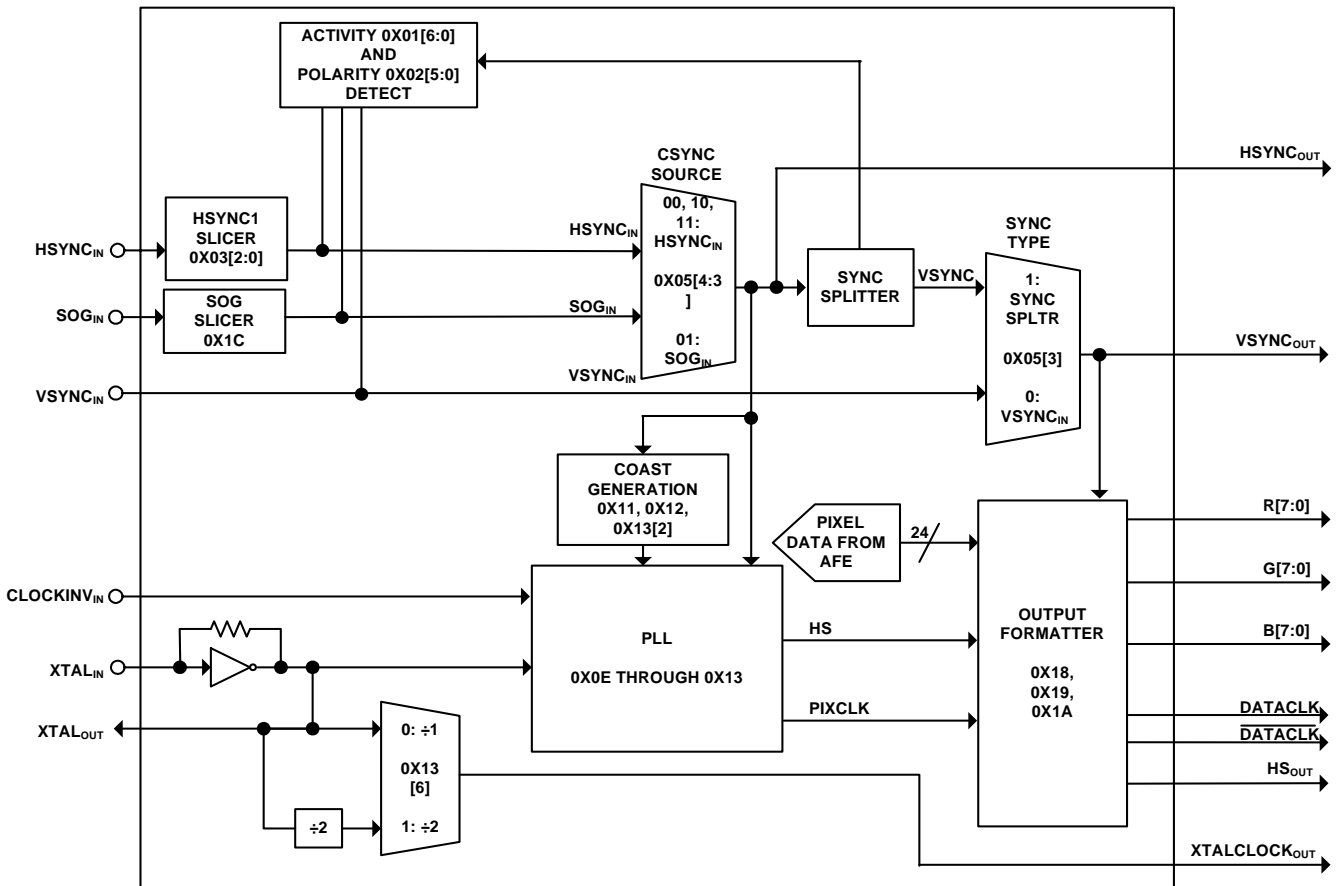 ACTIVITY 0X01[6:0]
AND
POLARITY 0X02[5:0]
DETECT
CSYNC
SOURCE
HSYNCOUT
00, 10,
11:
HSYNCIN
0X05[4:3
]
01:
SOGIN
HSYNC1
SLICER
0X03[2:0]
HSYNCIN
HSYNCIN
SYNC
TYPE
SYNC
SPLITTER
VSYNC
1:
SYNC
SPLTR
0X05[3]
0:
VSYNCIN
SOGIN
SOG
SLICER
0X1C
SOGIN
VSYNCOUT
VSYNCIN
VSYNCIN
COAST
GENERATION
0X11, 0X12,
0X13[2]
PIXEL
DATA FROM
AFE
24
R[7:0]
G[7:0]
B[7:0]
CLOCKINVIN
PLL
0X0E THROUGH 0X13
HS
PIXCLK
OUTPUT
FORMATTER
0X18,
0X19,
0X1A
XTALIN
XTALOUT
0: ÷1
0X13
[6]
1: ÷2
÷2
DATACLK
DATACLK
HSOUT
XTALCLOCKOUT